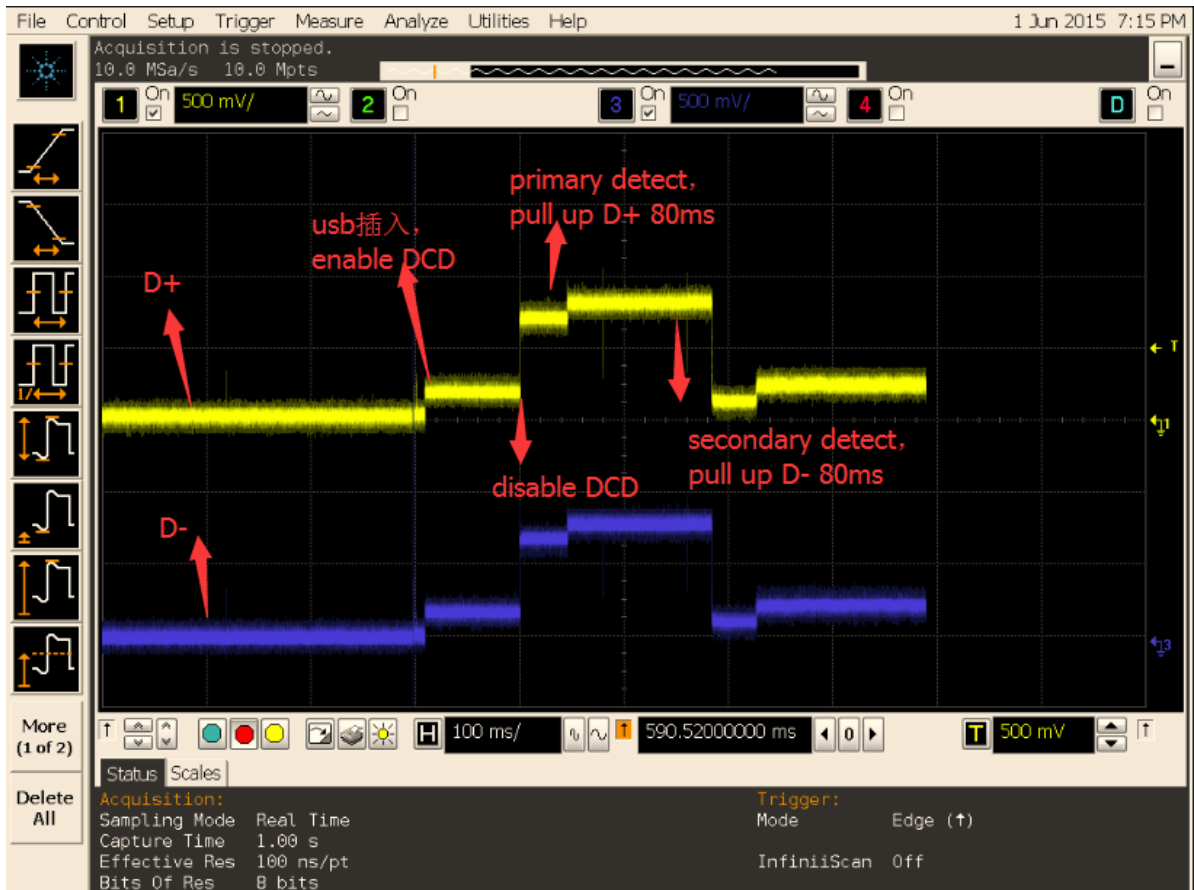 File Control Setup Trigger Measure Analyze Utilities Help 1 Jun 2015 7:15 PM
Acquisition is stopped.
10.0 MSa/s 10.0 Mpts
1 On 500 mV/ 2 On 3 On 500 mV/ 4 On D On
primary detect,
pull up D+ 80ms
usb插入，
enable DCD
D+
T
1
secondary detect,
pull up D- 80ms
disable DCD
D-
3
1/
More
(1 of 2)
Delete
All
H 100 ms/ 590.52000000 ms 0 T 500 mV
Status Scales
Acquisition:
Sampling Mode Real Time
Capture Time 1.00 s
Effective Res 100 ns/pt
Bits Of Res 8 bits
Trigger:
Mode Edge (↑)
InfiniiScan Off